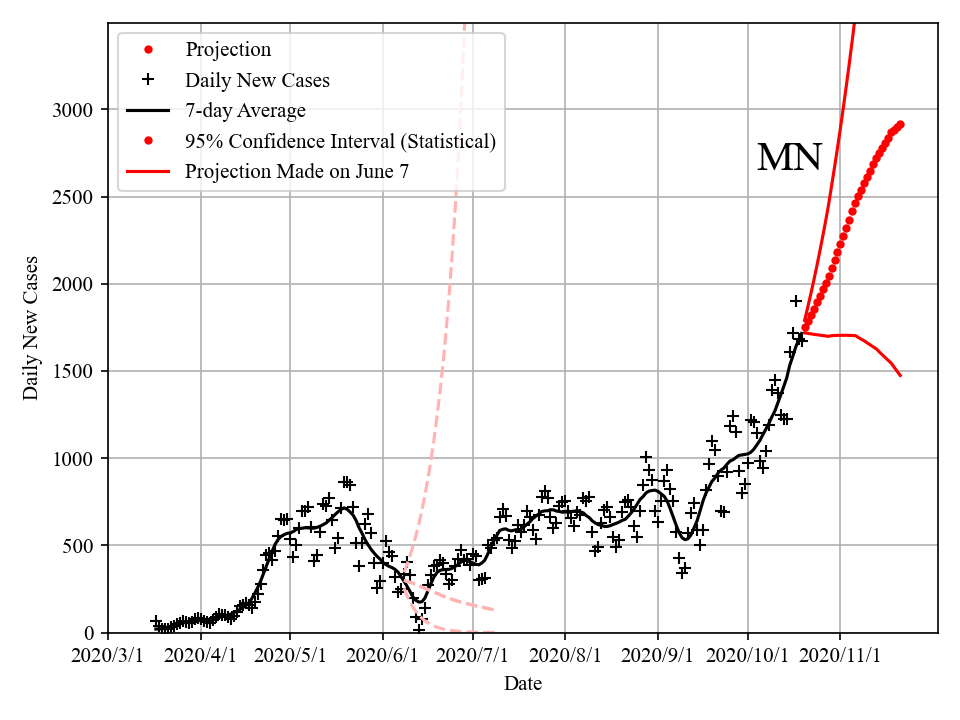 Projection
Daily New Cases
7-day Average
95% Confidence Interval (Statistical)
Projection Made on June 7
MN
3000
2500
2000
1500
1000
500
0
Daily New Cases
2020/3/1 2020/4/1 2020/5/1 2020/6/1 2020/7/1 2020/8/1 2020/9/1 2020/10/1 2020/11/1
Date